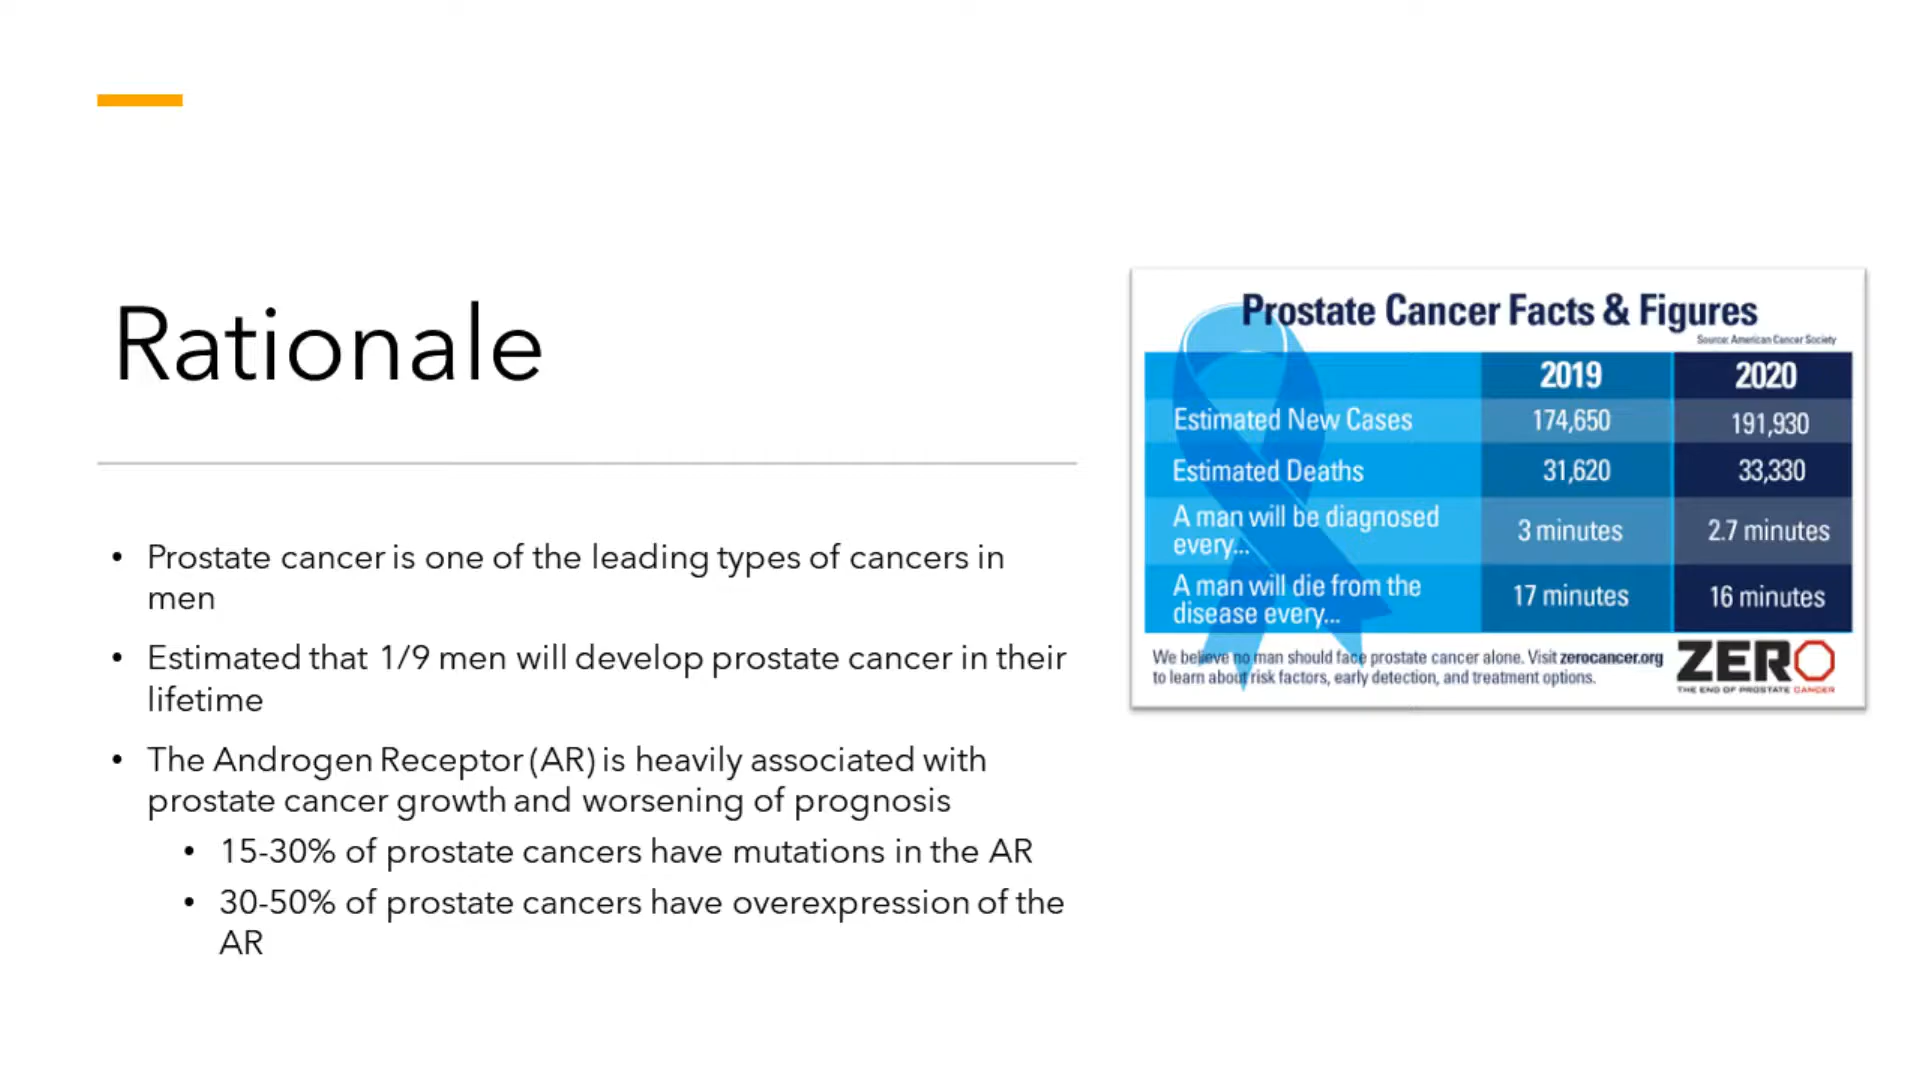 Rationale
• Prostate cancer is one of the leading types of cancers in
men
• Estimated that 1/9 men will develop prostate cancer in their
lifetime
• The Androgen Receptor (AR) is heavily associated with
prostate cancer growth and worsening of prognosis
• 15-30% of prostate cancers have mutations in the AR
• 30-50% of prostate cancers have overexpression of the
AR
Prostate Cancer Facts & Figures
Source: American Cancer Society
2019 2020
Estimated New Cases 174,650 191,930
Estimated Deaths 31,620 33,330
A man will be diagnosed
every... 3 minutes 2.7 minutes
A man will die from the
disease every... 17 minutes 16 minutes
We believe no man should face prostate cancer alone. Visit zerocancer.org
to learn about risk factors, early detection, and treatment options.
ZERO
THE END OF PROSTATE CANCER